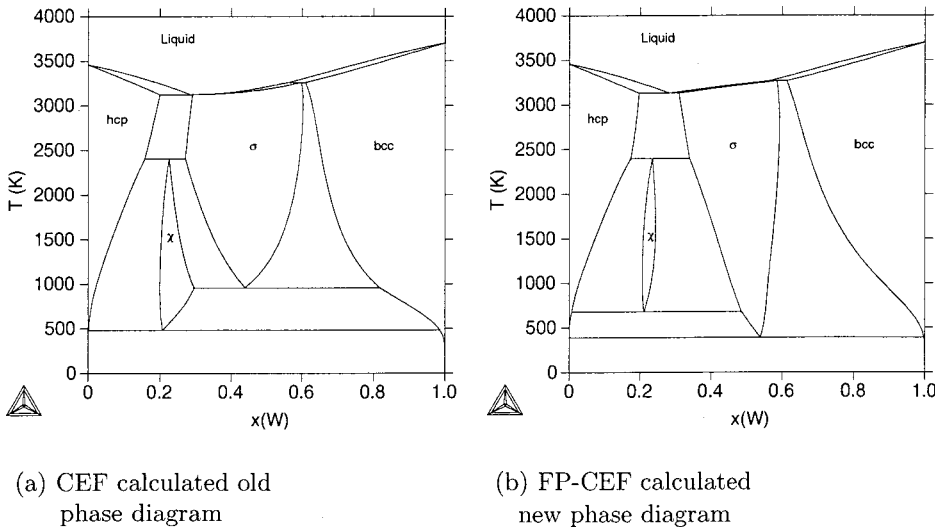 4000
3500
3000
2500
2000
1500
1000
500
0
T (K)
Liquid
hcp
σ
bcc
χ
0 0.2 0.4 0.6 0.8 1.0
x(W)
(a) CEF calculated old
phase diagram
4000
3500
3000
2500
2000
1500
1000
500
0
T (K)
Liquid
hcp
σ
bcc
χ
0 0.2 0.4 0.6 0.8 1.0
x(W)
(b) FP-CEF calculated
new phase diagram